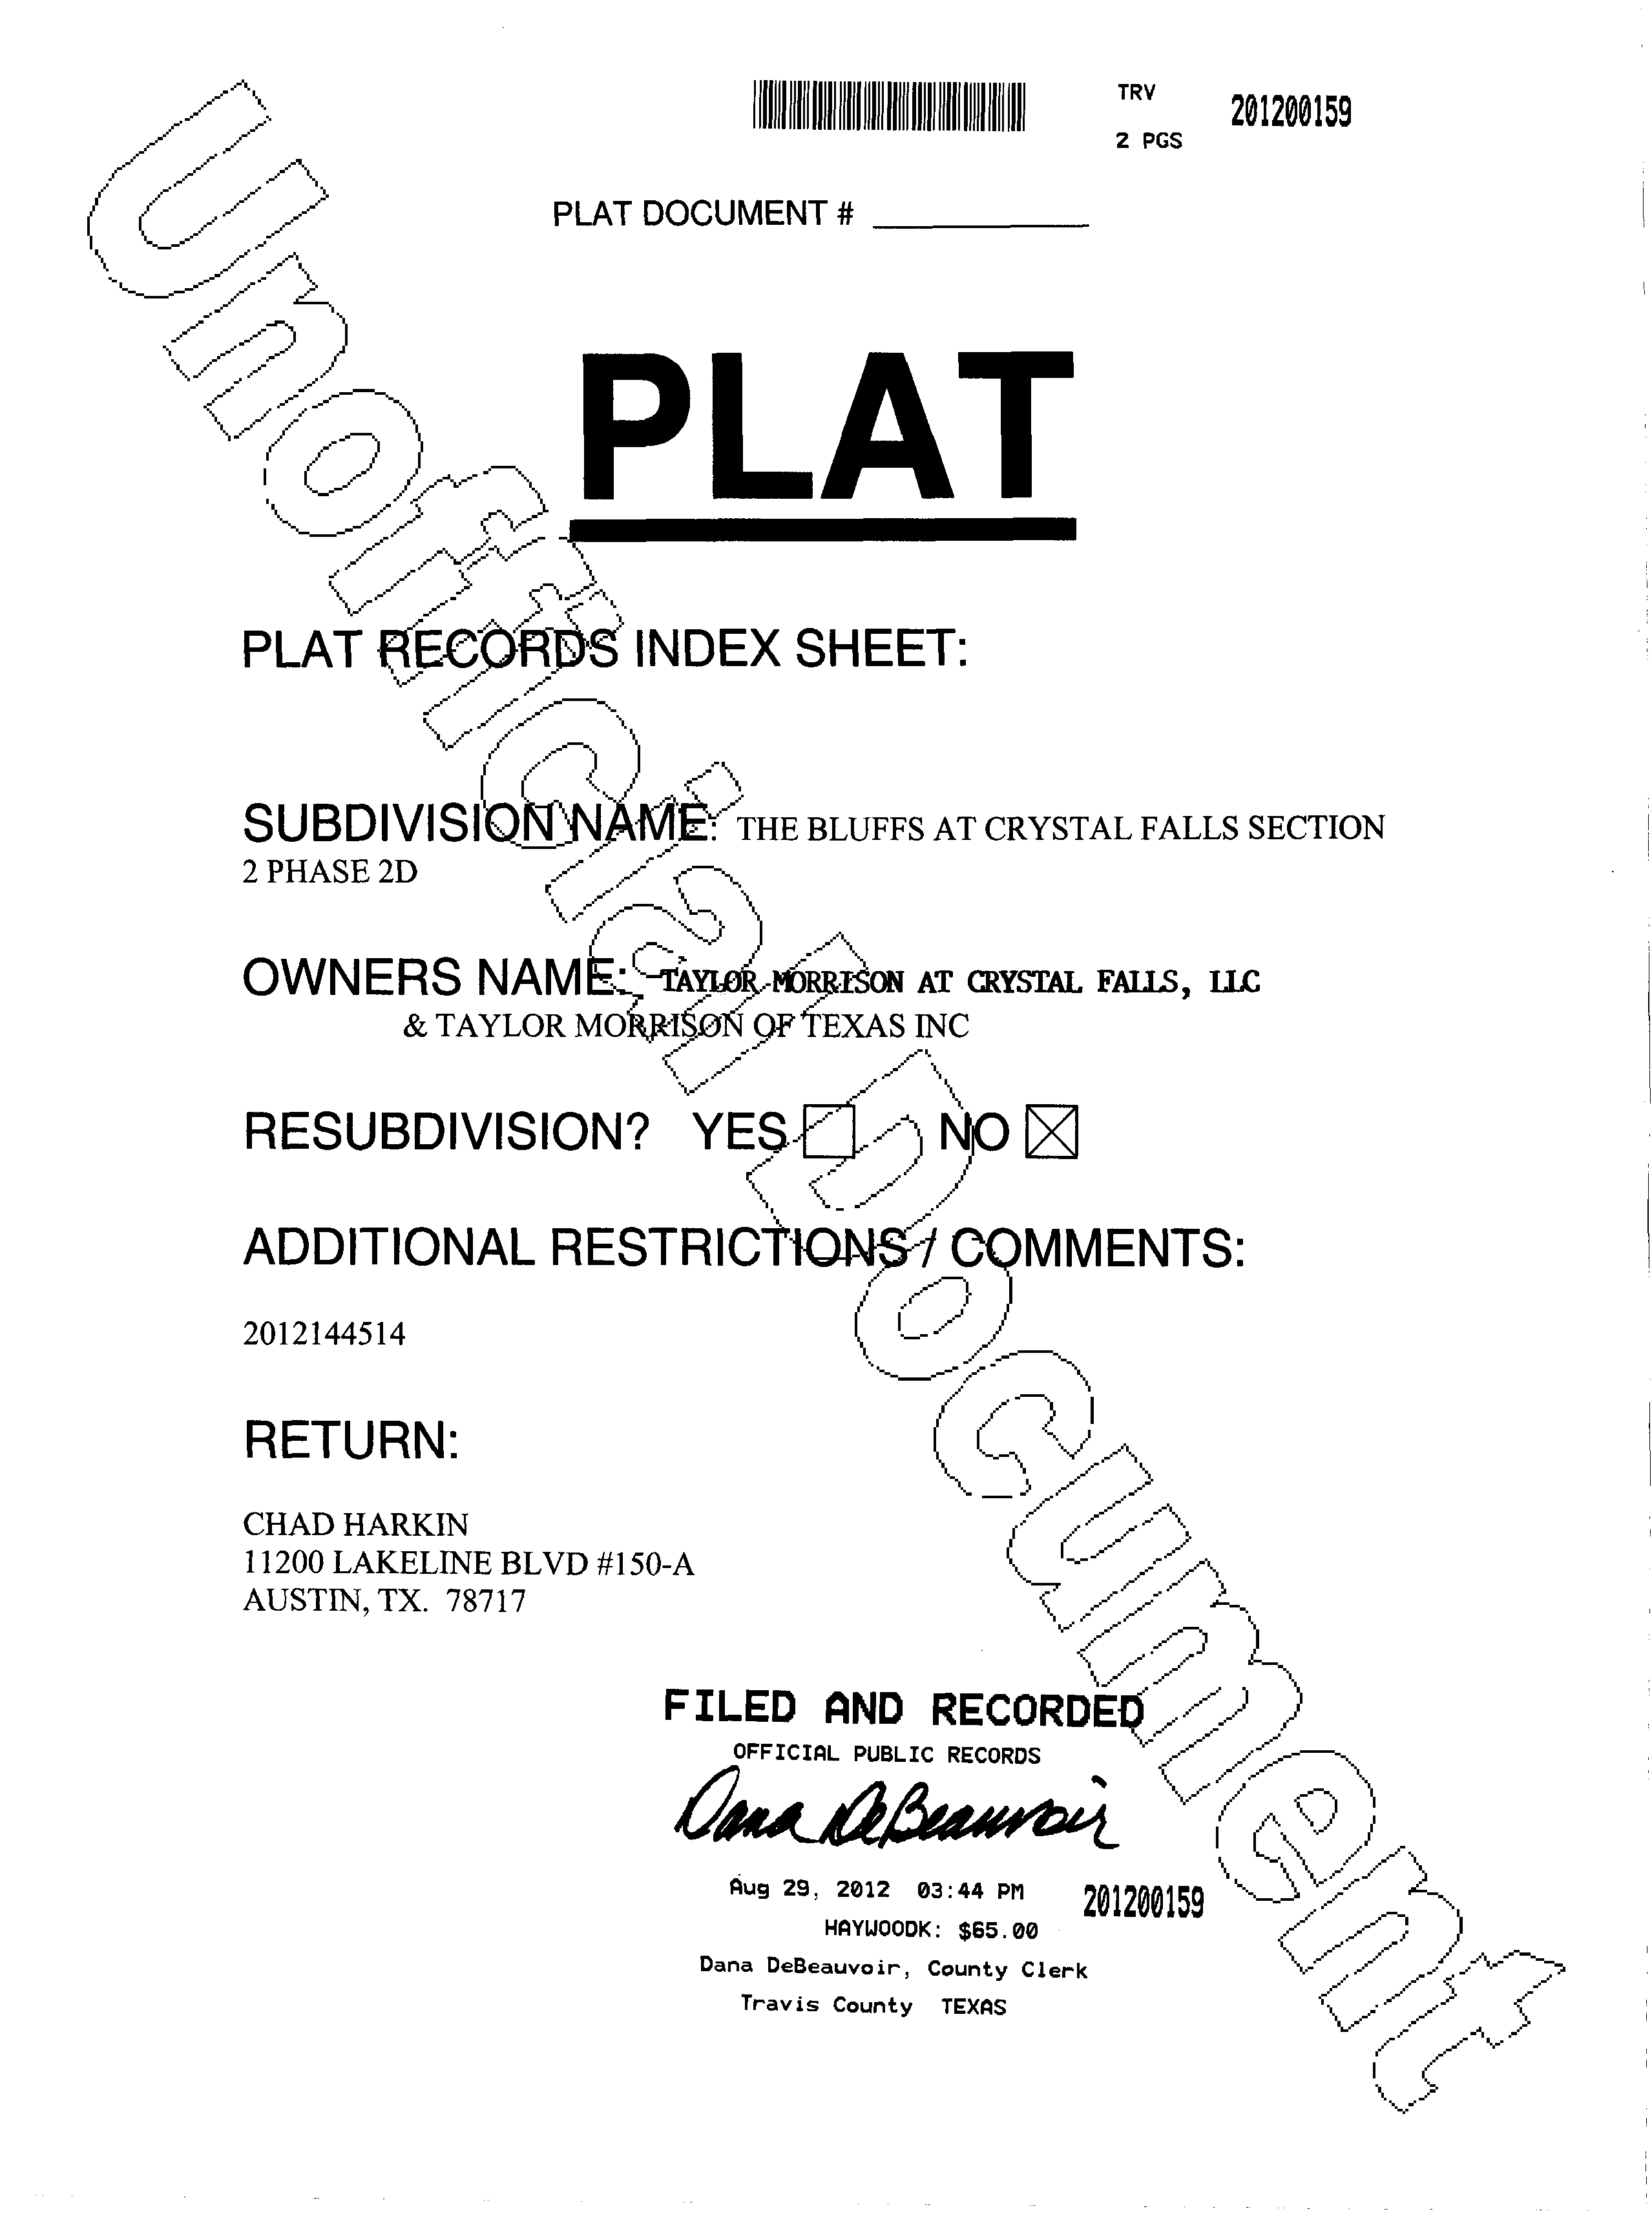 TRV 201200159
2 PGS
PLAT DOCUMENT #
PLAT
PLAT RECORDS INDEX SHEET:
SUBDIVISION NAME: THE BLUFFS AT CRYSTAL FALLS SECTION
2 PHASE 2D
OWNERS NAME: TAYLOR MORRISON AT CRYSTAL FALLS, LLC
& TAYLOR MORRISON OF TEXAS INC
RESUBDIVISION? YES NO
ADDITIONAL RESTRICTIONS / COMMENTS:
2012144514
RETURN:
CHAD HARKIN
11200 LAKELINE BLVD #150-A
AUSTIN, TX. 78717
FILED AND RECORDED
OFFICIAL PUBLIC RECORDS
Dana DeBeauvoir
Aug 29, 2012 03:44 PM 201200159
HAYWOODK: $65.00
Dana DeBeauvoir, County Clerk
Travis County TEXAS
Unofficial Document